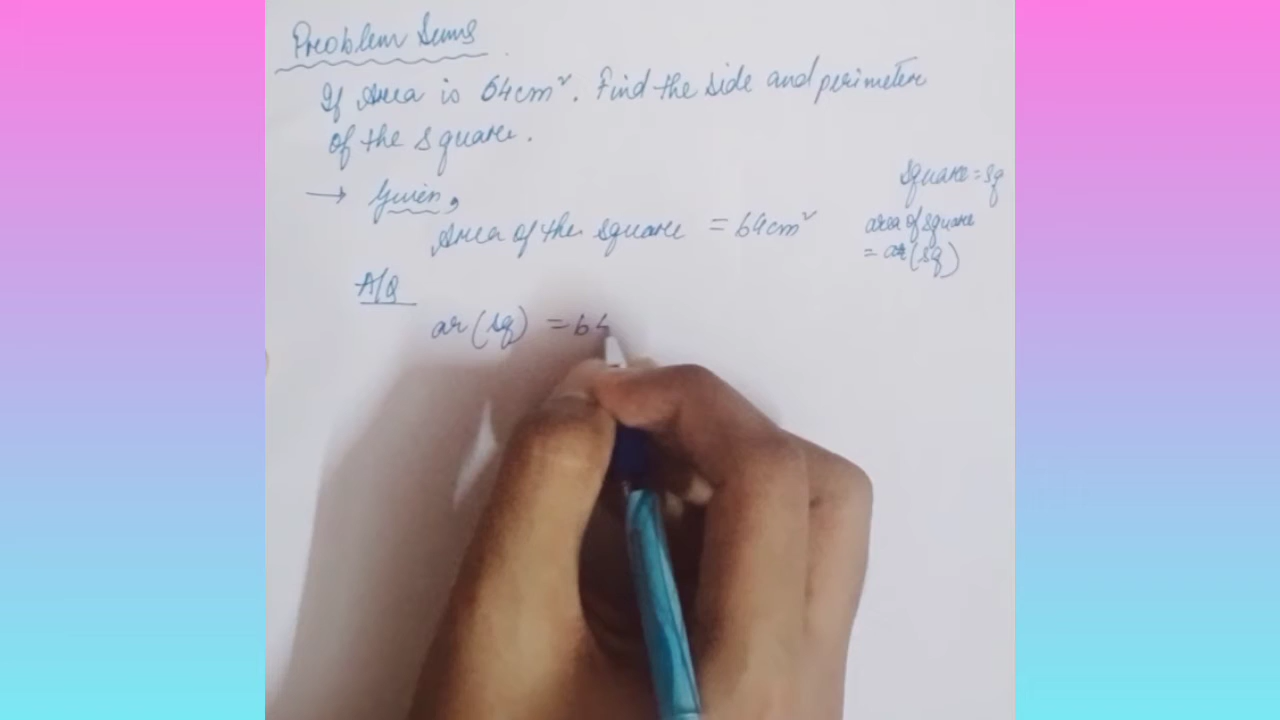 Problem Sums
If Area is 64cm². Find the side and perimeter
of the square.
→ Given,
Area of the square = 64cm²
Square = sq
area of square
= ar(sq)
A/Q
ar(sq) = 64